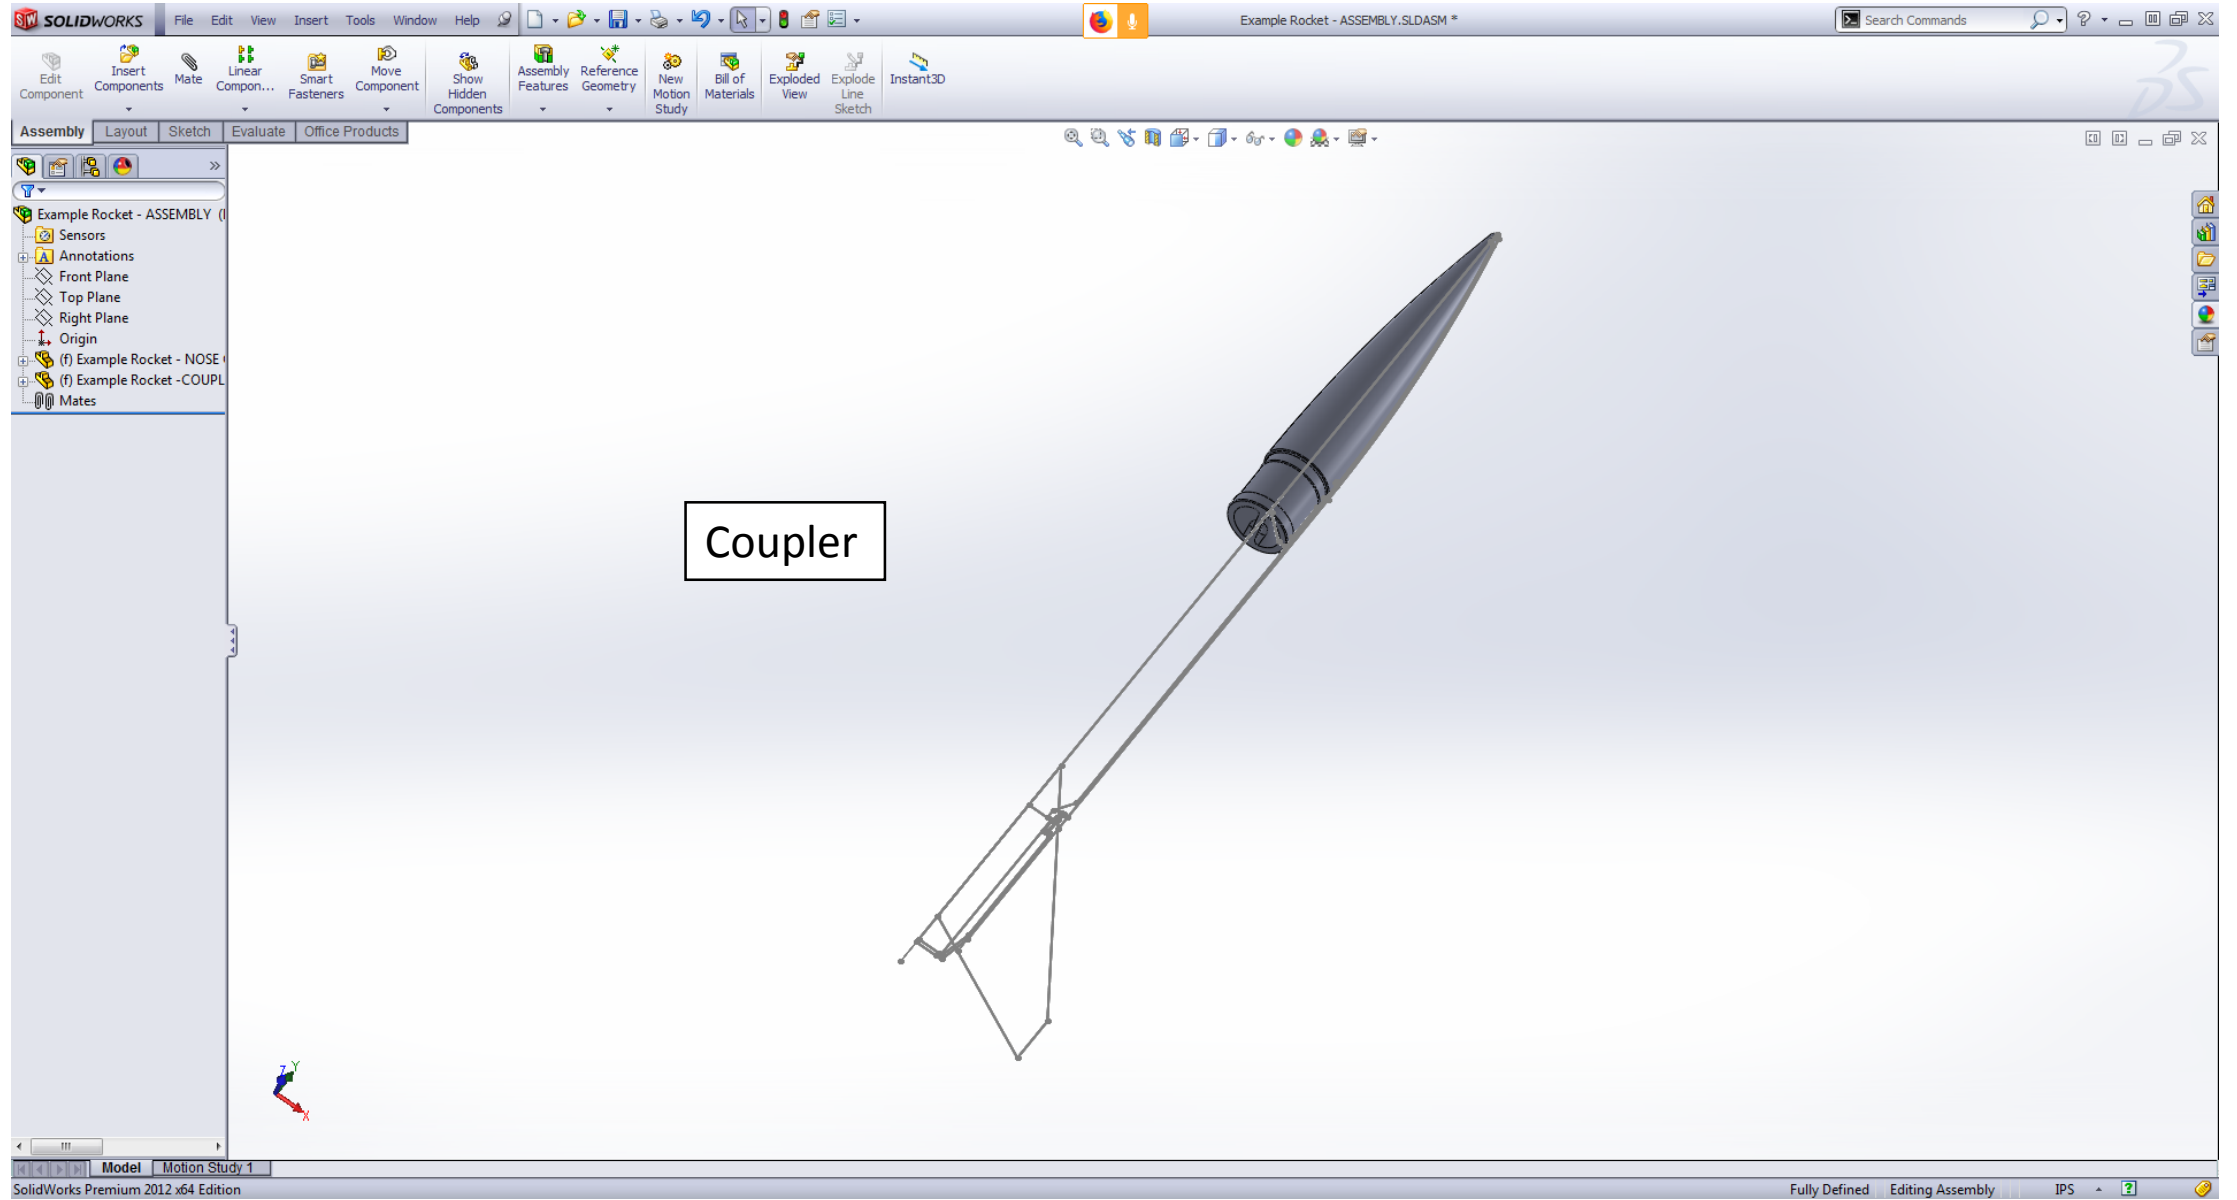 SOLIDWORKS File Edit View Insert Tools Window Help Example Rocket - ASSEMBLY.SLDASM * Search Commands
Edit Component
Insert Components
Mate
Linear Compon...
Smart Fasteners
Move Component
Show Hidden Components
Assembly Features
Reference Geometry
New Motion Study
Bill of Materials
Exploded View
Explode Line Sketch
Instant3D
Assembly Layout Sketch Evaluate Office Products
Example Rocket - ASSEMBLY (
Sensors
Annotations
Front Plane
Top Plane
Right Plane
Origin
(f) Example Rocket - NOSE
(f) Example Rocket -COUPL
Mates
Coupler
Z Y
X
Model Motion Study 1
SolidWorks Premium 2012 x64 Edition Fully Defined Editing Assembly IPS